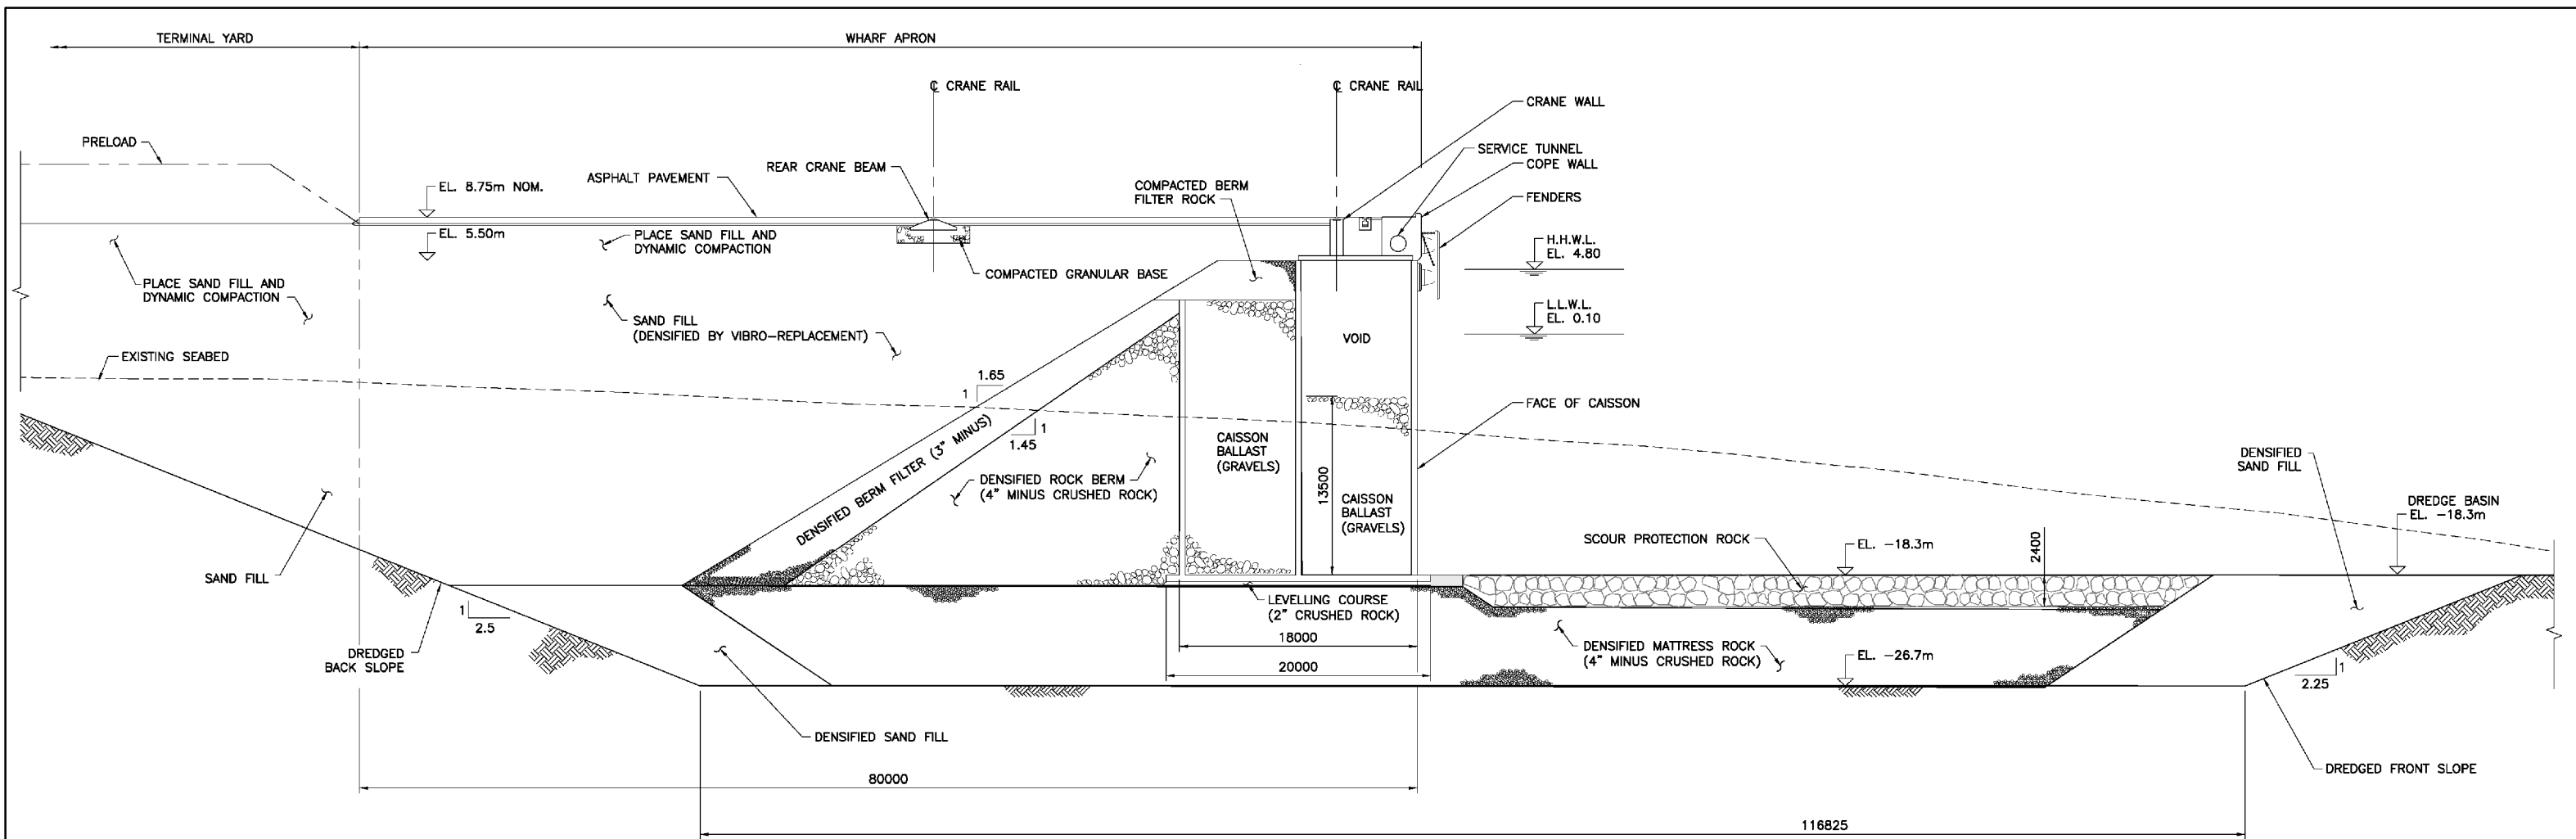 TERMINAL YARD
WHARF APRON
℄ CRANE RAIL
℄ CRANE RAIL
CRANE WALL
PRELOAD
SERVICE TUNNEL
COPE WALL
REAR CRANE BEAM
ASPHALT PAVEMENT
EL. 8.75m NOM.
COMPACTED BERM
FILTER ROCK
FENDERS
EL. 5.50m
PLACE SAND FILL AND
DYNAMIC COMPACTION
H.H.W.L.
EL. 4.80
COMPACTED GRANULAR BASE
PLACE SAND FILL AND
DYNAMIC COMPACTION
L.L.W.L.
EL. 0.10
SAND FILL
(DENSIFIED BY VIBRO-REPLACEMENT)
VOID
EXISTING SEABED
1.65
1
FACE OF CAISSON
1
1.45
DENSIFIED BERM FILTER (3" MINUS)
CAISSON
BALLAST
(GRAVELS)
DENSIFIED
SAND FILL
DENSIFIED ROCK BERM
(4" MINUS CRUSHED ROCK)
13500
CAISSON
BALLAST
(GRAVELS)
DREDGE BASIN
EL. -18.3m
SCOUR PROTECTION ROCK
EL. -18.3m
2400
SAND FILL
LEVELLING COURSE
(2" CRUSHED ROCK)
1
2.5
18000
DENSIFIED MATTRESS ROCK
(4" MINUS CRUSHED ROCK)
EL. -26.7m
DREDGED
BACK SLOPE
20000
1
2.25
DENSIFIED SAND FILL
DREDGED FRONT SLOPE
80000
116825